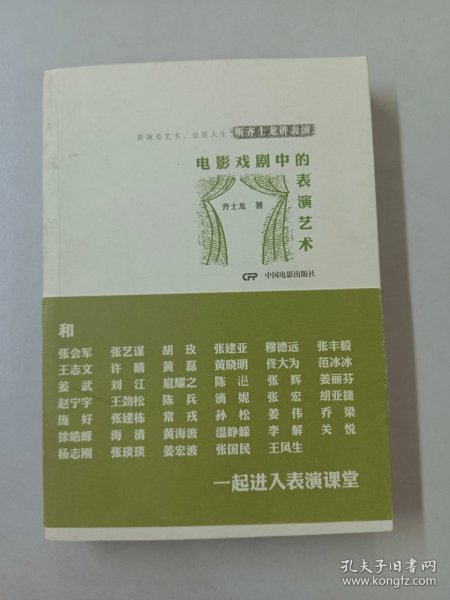 表演是艺术，也是人生 听齐士龙讲表演
电影戏剧中的
表演艺术
齐士龙 著
CFP 中国电影出版社
和
张会军 张艺谋 胡玫 张建亚 穆德远 张丰毅
王志文 许晴 黄磊 黄晓明 佟大为 范冰冰
姜武 刘江 扈耀之 陈浥 张辉 姜丽芬
赵宁宇 王劲松 陈兵 滴妮 张宏 胡亚捷
庞好 张建栋 常戎 孙松 姜伟 乔梁
徐皓峰 海清 黄海波 温峥嵘 李解 关悦
杨志刚 张琰琰 姜宏波 张国民 王凤生
一起进入表演课堂
孔夫子旧书网
www.kongfz.com